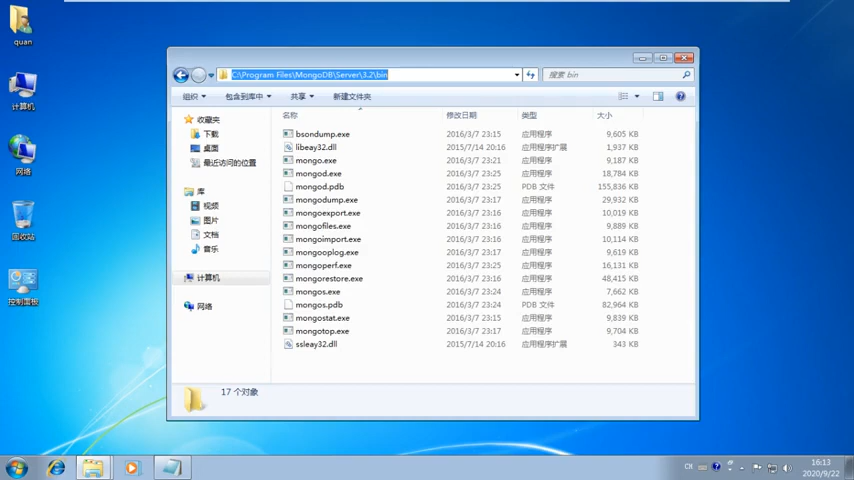 quan
计算机
网络
回收站
控制面板
C:\Program Files\MongoDB\Server\3.2\bin
搜索 bin
组织 包含到库中 共享 新建文件夹
收藏夹
下载
桌面
最近访问的位置
库
视频
图片
文档
音乐
计算机
网络
名称 修改日期 类型 大小
bsondump.exe 2016/3/7 23:15 应用程序 9,605 KB
libeay32.dll 2015/7/14 20:16 应用程序扩展 1,937 KB
mongo.exe 2016/3/7 23:21 应用程序 9,187 KB
mongod.exe 2016/3/7 23:25 应用程序 18,784 KB
mongod.pdb 2016/3/7 23:25 PDB 文件 155,836 KB
mongodump.exe 2016/3/7 23:17 应用程序 29,932 KB
mongoexport.exe 2016/3/7 23:16 应用程序 10,019 KB
mongofiles.exe 2016/3/7 23:16 应用程序 9,889 KB
mongoimport.exe 2016/3/7 23:16 应用程序 10,114 KB
mongooplog.exe 2016/3/7 23:17 应用程序 9,619 KB
mongoperf.exe 2016/3/7 23:25 应用程序 16,131 KB
mongorestore.exe 2016/3/7 23:16 应用程序 48,415 KB
mongos.exe 2016/3/7 23:24 应用程序 7,662 KB
mongos.pdb 2016/3/7 23:24 PDB 文件 82,964 KB
mongostat.exe 2016/3/7 23:15 应用程序 9,839 KB
mongotop.exe 2016/3/7 23:17 应用程序 9,704 KB
ssleay32.dll 2015/7/14 20:16 应用程序扩展 343 KB
17 个对象
CH
16:13
2020/9/22